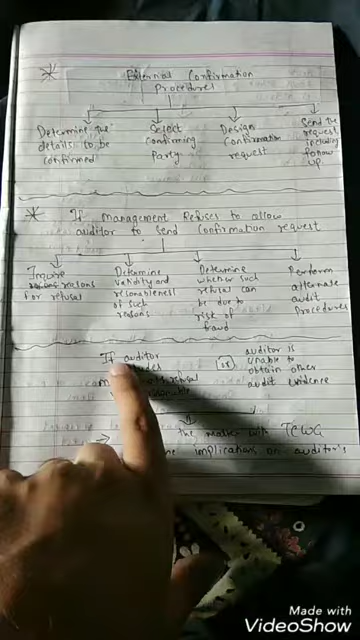 External Confirmation
Procedures
Determine the
details to be
confirmed
Select
Confirming
Party
Design
Confirmation
request
Send the
request,
including
follow
up
If Management Refuses to allow
auditor to send confirmation request
Inquire
reasons
for refusal
Determine
validity and
resonableness
of such
reasons
Determine
whether such
refusal can
be due to
risk of
fraud
Perform
alternate
audit
Procedures
If auditor
refusal
OR
auditor is
Unable to
obtain other
audit evidence
the matter with TCWG
implications on auditor's
Made with
VideoShow